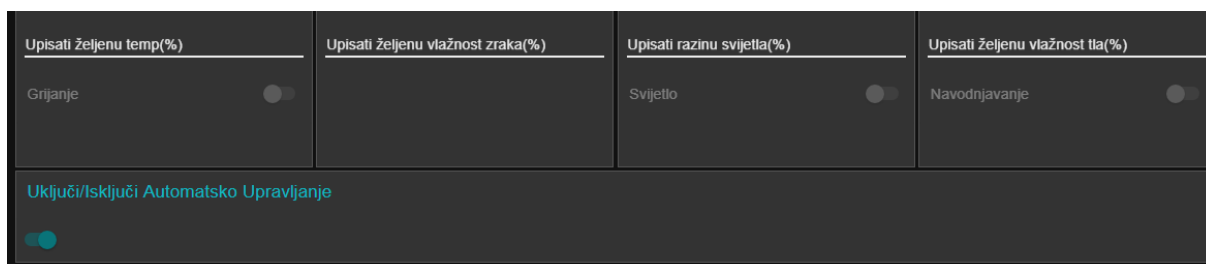 Upisati željenu temp(%)
Upisati željenu vlažnost zraka(%)
Upisati razinu svijetla(%)
Upisati željenu vlažnost tla(%)
Grijanje
Svijetlo
Navodnjavanje
Uključi/Isključi Automatsko Upravljanje